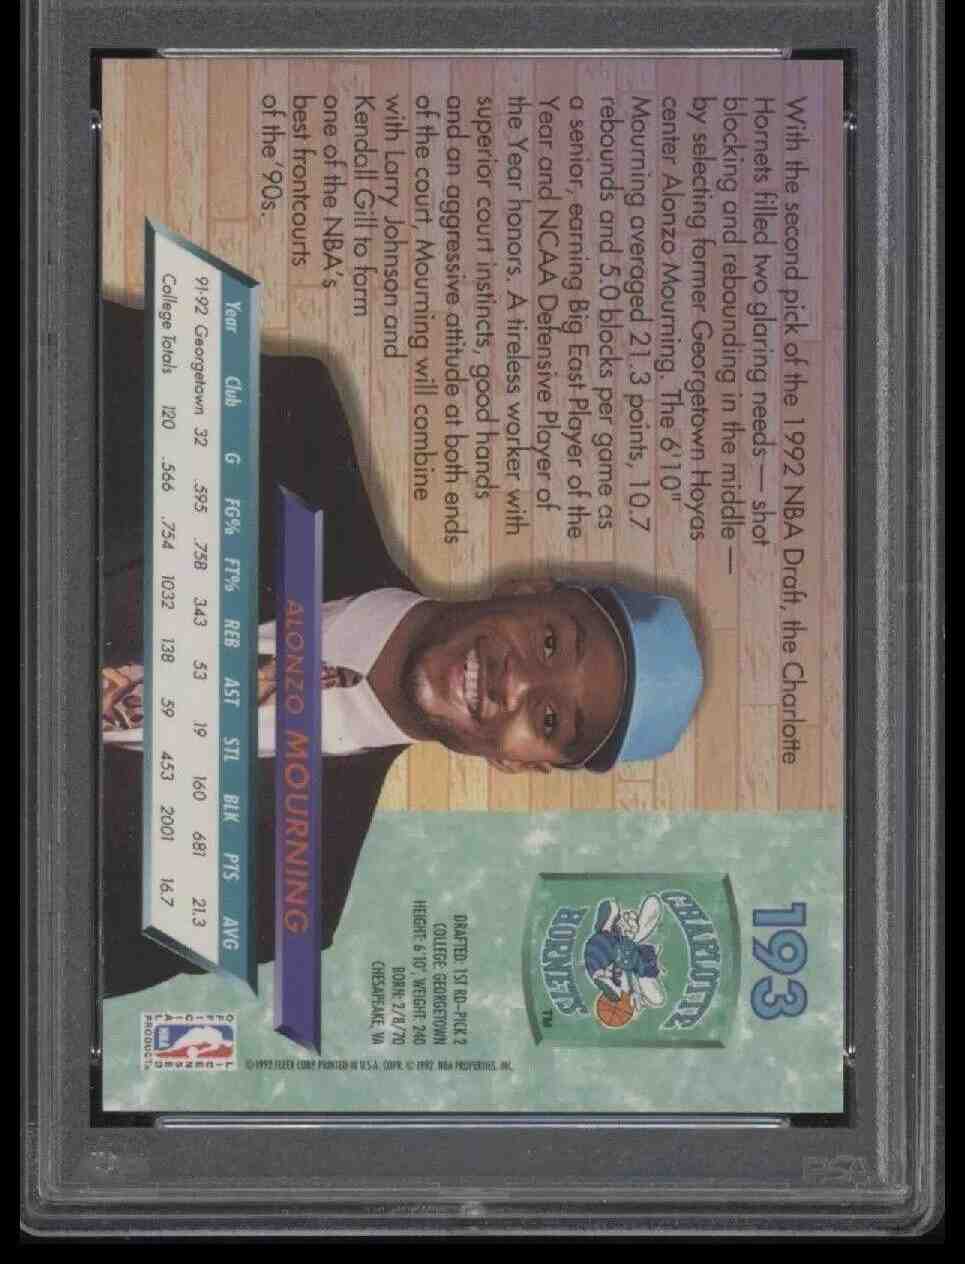 193
CHARLOTTE
HORNETS
TM
With the second pick of the 1992 NBA Draft, the Charlotte
Hornets filled two glaring needs — shot
blocking and rebounding in the middle —
by selecting former Georgetown Hoyas
center Alonzo Mourning. The 6'10"
Mourning averaged 21.3 points, 10.7
rebounds and 5.0 blocks per game as
a senior, earning Big East Player of the
Year and NCAA Defensive Player of
the Year honors. A tireless worker with
superior court instincts, good hands
and an aggressive attitude at both ends
of the court, Mourning will combine
with Larry Johnson and
Kendall Gill to form
one of the NBA's
best frontcourts
of the '90s.
DRAFTED: 1ST RD–PICK 2
COLLEGE: GEORGETOWN
HEIGHT: 6'10", WEIGHT: 240
BORN: 2/8/70
CHESAPEAKE, VA
ALONZO MOURNING
Year Club G FG% FT% REB AST STL BLK PTS AVG
91-92 Georgetown 32 .595 .758 343 53 19 160 681 21.3
College Totals 120 .566 .754 1032 138 59 453 2001 16.7
©1992 FLEER CORP. PRINTED IN U.S.A. COPR. © 1992 NBA PROPERTIES, INC.
OFFICIAL LICENSED PRODUCT
NBA
PSA